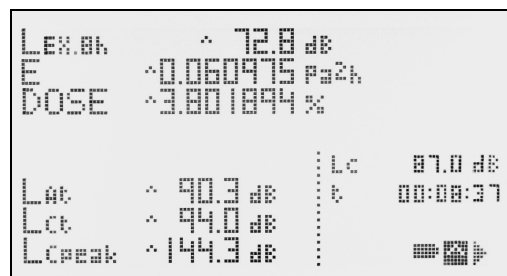 LEX.8h ^ 72.8 dB
E ^0.060975 Pa2h
DOSE ^3.801894 %
Lc 87.0 dB
LAt ^ 90.3 dB
t 00:08:37
LCt ^ 94.0 dB
LCpeak ^144.3 dB